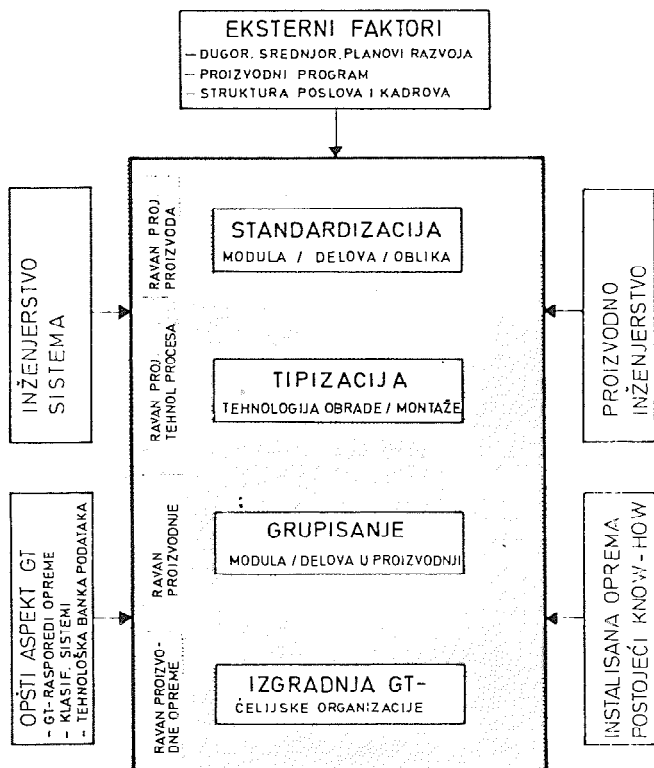 EKSTERNI FAKTORI
– DUGOR. SREDNJOR. PLANOVI RAZVOJA
– PROIZVODNI PROGRAM
– STRUKTURA POSLOVA I KADROVA
INŽENJERSTVO
SISTEMA
OPŠTI ASPEKT GT
- GT-RASPOREDI OPREME
- KLASIF. SISTEMI
- TEHNOLOŠKA BANKA PODATAKA
RAVAN PROJ.
PROIZVODA
STANDARDIZACIJA
MODULA / DELOVA / OBLIKA
RAVAN PROJ.
TEHNOL PROCESA
TIPIZACIJA
TEHNOLOGIJA OBRADE / MONTAŽE
RAVAN
PROIZVODNJE
GRUPISANJE
MODULA / DELOVA U PROIZVODNJI
RAVAN PROIZVO-
DNE OPREME
IZGRADNJA GT-
ĆELIJSKE ORGANIZACIJE
PROIZVODNO
INŽENJERSTVO
INSTALISANA OPREMA
POSTOJEĆI KNOW-HOW